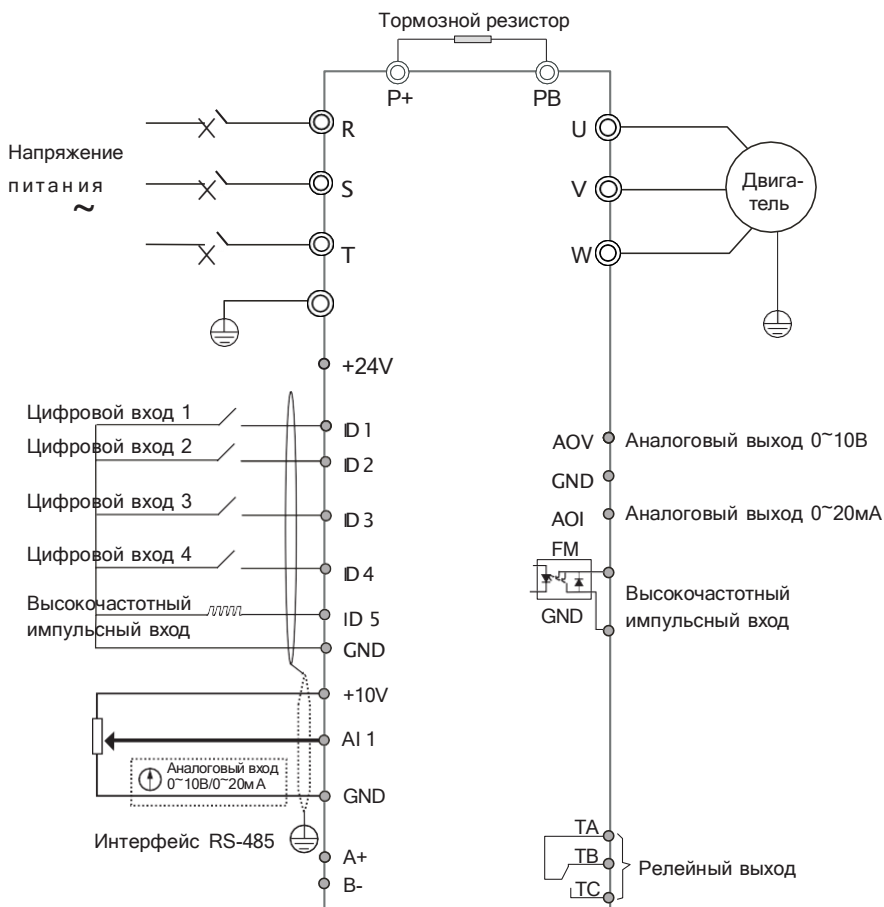 Тормозной резистор
P+
PB
R
U
Напряжение
питания
~
S
V
Двига-
тель
T
W
+24V
Цифровой вход 1
ID 1
Цифровой вход 2
ID 2
Цифровой вход 3
ID 3
Цифровой вход 4
ID 4
Высокочастотный
импульсный вход
ID 5
GND
+10V
AI 1
Аналоговый вход
0~10В/0~20мА
GND
Интерфейс RS-485
A+
B-
AOV
Аналоговый выход 0~10В
GND
AOI
Аналоговый выход 0~20мА
FM
GND
Высокочастотный
импульсный вход
TA
TB
Релейный выход
TC